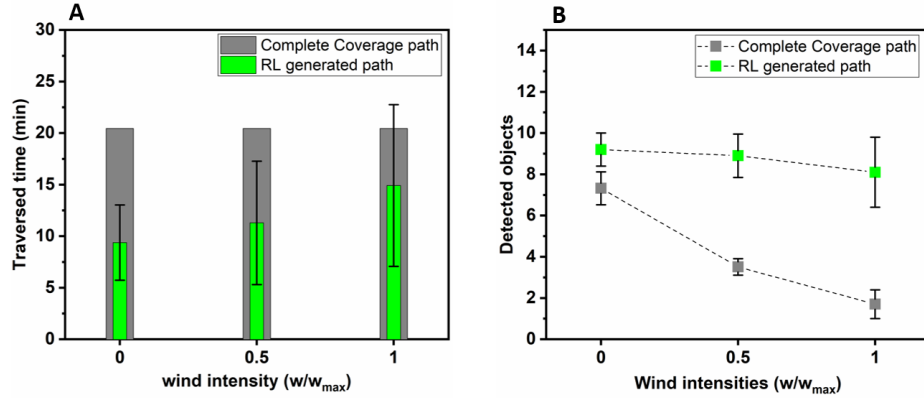 A
30
25
20
15
10
5
0
Traversed time (min)
Complete Coverage path
RL generated path
0 0.5 1
wind intensity (w/wmax)
B
14
12
10
8
6
4
2
0
Detected objects
Complete Coverage path
RL generated path
0 0.5 1
Wind intensities (w/wmax)